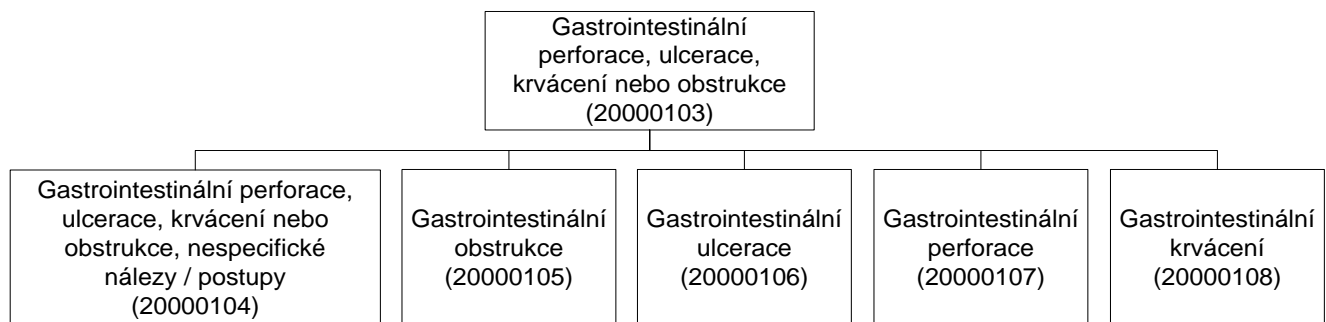 Gastrointestinální
perforace, ulcerace,
krvácení nebo obstrukce
(20000103)
Gastrointestinální perforace,
ulcerace, krvácení nebo
obstrukce, nespecifické
nálezy / postupy
(20000104)
Gastrointestinální
obstrukce
(20000105)
Gastrointestinální
ulcerace
(20000106)
Gastrointestinální
perforace
(20000107)
Gastrointestinální
krvácení
(20000108)